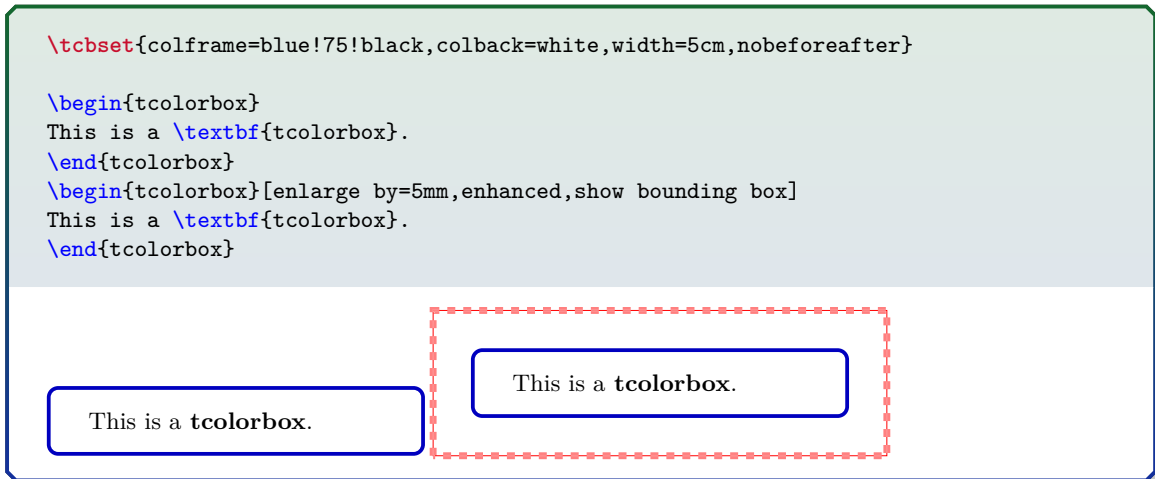 \tcbset{colframe=blue!75!black,colback=white,width=5cm,nobeforeafter}
\begin{tcolorbox}
This is a \textbf{tcolorbox}.
\end{tcolorbox}
\begin{tcolorbox}[enlarge by=5mm,enhanced,show bounding box]
This is a \textbf{tcolorbox}.
\end{tcolorbox}
This is a tcolorbox.
This is a tcolorbox.